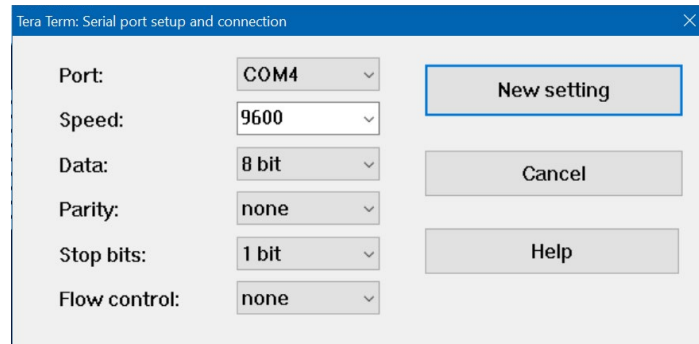 Tera Term: Serial port setup and connection
Port: COM4
New setting
Speed: 9600
Data: 8 bit
Cancel
Parity: none
Stop bits: 1 bit
Help
Flow control: none